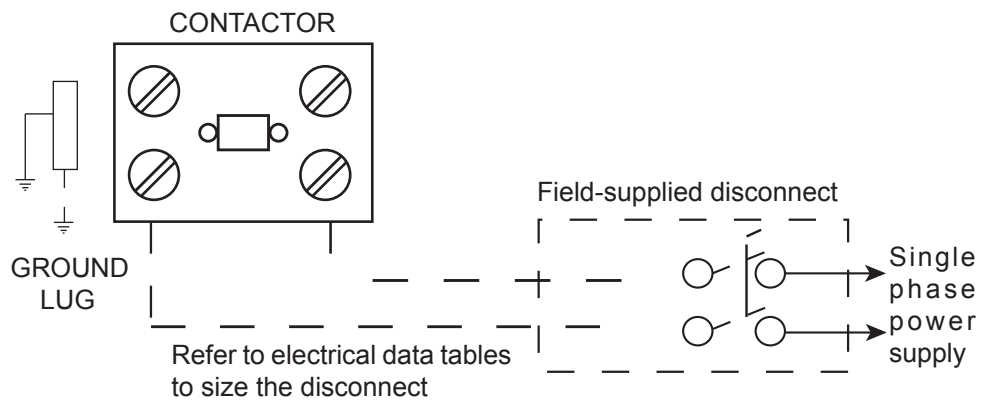 CONTACTOR
GROUND
LUG
Field-supplied disconnect
Single
phase
power
supply
Refer to electrical data tables
to size the disconnect